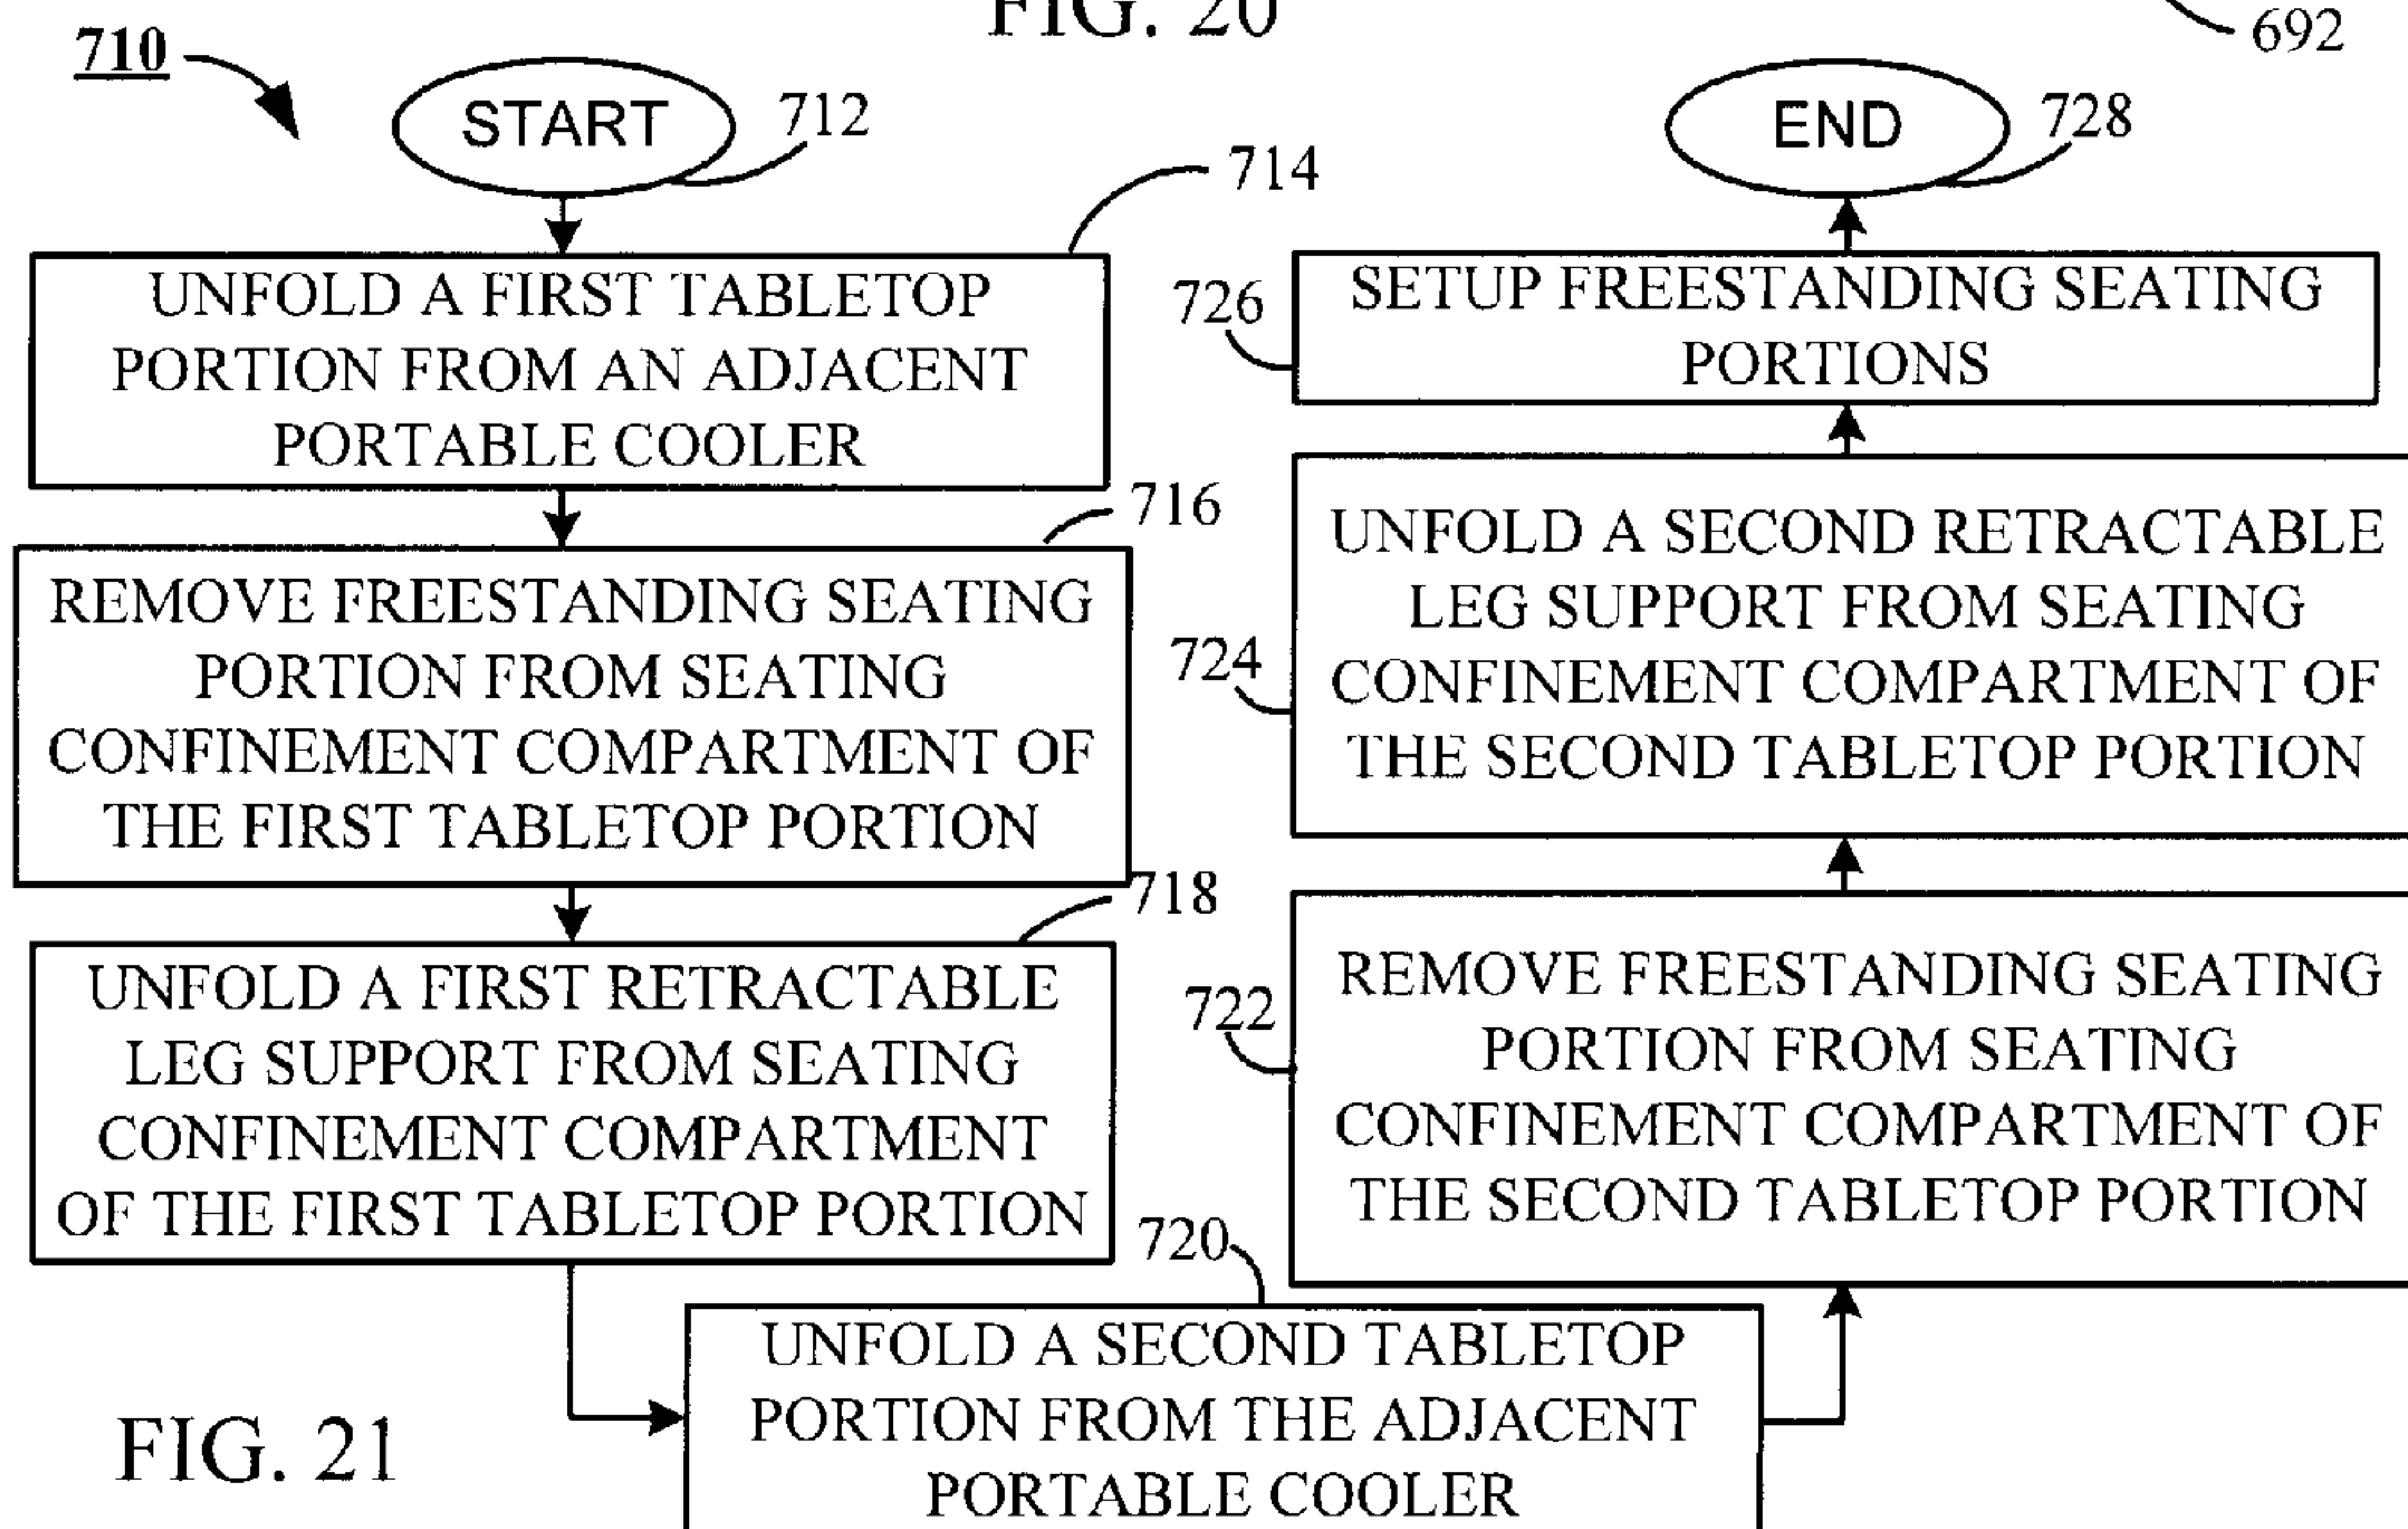 FIG. 20
692
710
START
712
714
UNFOLD A FIRST TABLETOP
PORTION FROM AN ADJACENT
PORTABLE COOLER
716
REMOVE FREESTANDING SEATING
PORTION FROM SEATING
CONFINEMENT COMPARTMENT OF
THE FIRST TABLETOP PORTION
718
UNFOLD A FIRST RETRACTABLE
LEG SUPPORT FROM SEATING
CONFINEMENT COMPARTMENT
OF THE FIRST TABLETOP PORTION
720
UNFOLD A SECOND TABLETOP
PORTION FROM THE ADJACENT
PORTABLE COOLER
722
REMOVE FREESTANDING SEATING
PORTION FROM SEATING
CONFINEMENT COMPARTMENT OF
THE SECOND TABLETOP PORTION
724
UNFOLD A SECOND RETRACTABLE
LEG SUPPORT FROM SEATING
CONFINEMENT COMPARTMENT OF
THE SECOND TABLETOP PORTION
726
SETUP FREESTANDING SEATING
PORTIONS
END
728
FIG. 21